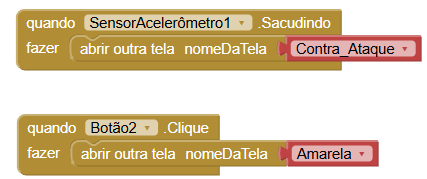 quando SensorAcelerômetro1 .Sacudindo
fazer abrir outra tela nomeDaTela Contra_Ataque
quando Botão2 .Clique
fazer abrir outra tela nomeDaTela Amarela